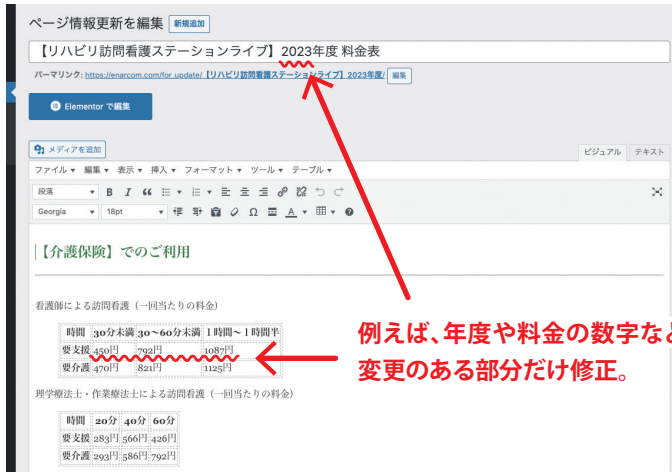 ページ情報更新を編集 新規追加
【リハビリ訪問看護ステーションライブ】2023年度 料金表
パーマリンク: https://enarcom.com/for_update/【リハビリ訪問看護ステーションライブ】2023年度/ 編集
Elementor で編集
メディアを追加 ビジュアル テキスト
ファイル 編集 表示 挿入 フォーマット ツール テーブル
段落 B I
Georgia 18pt Ω A
【介護保険】でのご利用
看護師による訪問看護（一回当たりの料金）
時間 30分未満 30〜60分未満 1時間〜1時間半
要支援 450円 792円 1087円
要介護 470円 821円 1125円
例えば、年度や料金の数字など
変更のある部分だけ修正。
理学療法士・作業療法士による訪問看護（一回当たりの料金）
時間 20分 40分 60分
要支援 283円 566円 426円
要介護 293円 586円 792円